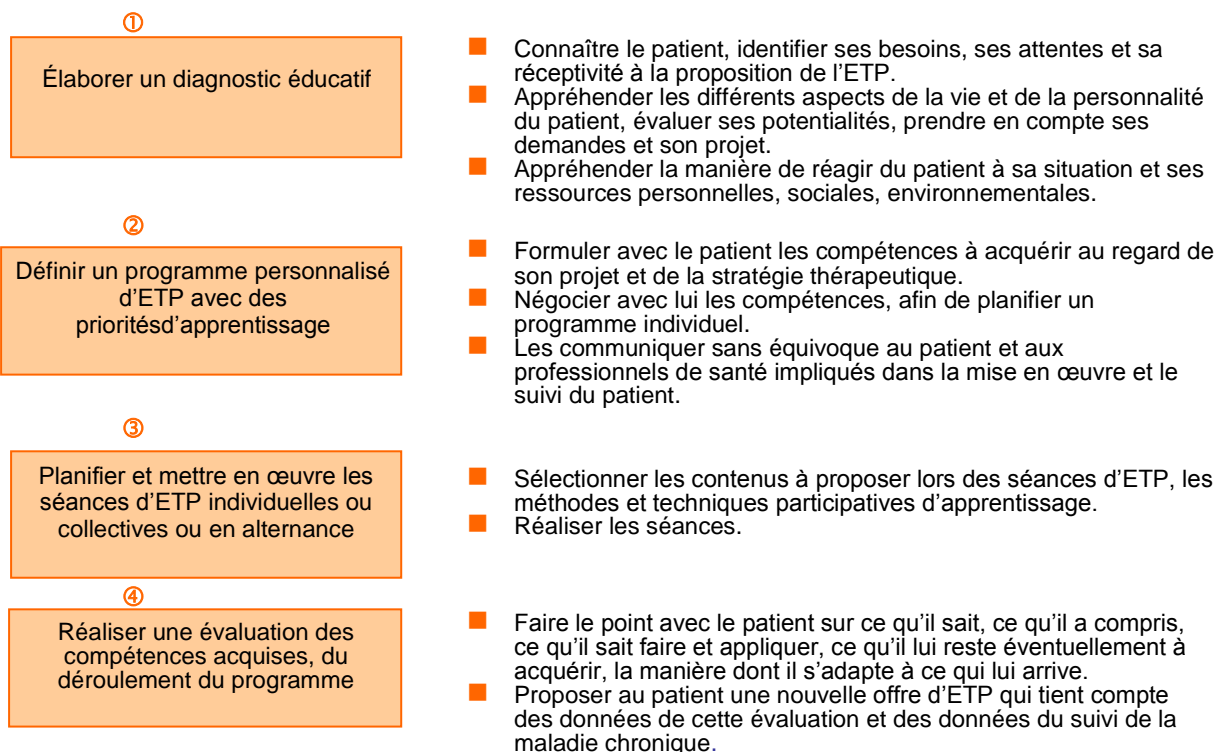 ①
Élaborer un diagnostic éducatif
■ Connaître le patient, identifier ses besoins, ses attentes et sa
réceptivité à la proposition de l’ETP.
■ Appréhender les différents aspects de la vie et de la personnalité
du patient, évaluer ses potentialités, prendre en compte ses
demandes et son projet.
■ Appréhender la manière de réagir du patient à sa situation et ses
ressources personnelles, sociales, environnementales.
②
Définir un programme personnalisé
d’ETP avec des
prioritésd’apprentissage
■ Formuler avec le patient les compétences à acquérir au regard de
son projet et de la stratégie thérapeutique.
■ Négocier avec lui les compétences, afin de planifier un
programme individuel.
■ Les communiquer sans équivoque au patient et aux
professionnels de santé impliqués dans la mise en œuvre et le
suivi du patient.
③
Planifier et mettre en œuvre les
séances d’ETP individuelles ou
collectives ou en alternance
■ Sélectionner les contenus à proposer lors des séances d’ETP, les
méthodes et techniques participatives d’apprentissage.
■ Réaliser les séances.
④
Réaliser une évaluation des
compétences acquises, du
déroulement du programme
■ Faire le point avec le patient sur ce qu’il sait, ce qu’il a compris,
ce qu’il sait faire et appliquer, ce qu’il lui reste éventuellement à
acquérir, la manière dont il s’adapte à ce qui lui arrive.
■ Proposer au patient une nouvelle offre d’ETP qui tient compte
des données de cette évaluation et des données du suivi de la
maladie chronique.